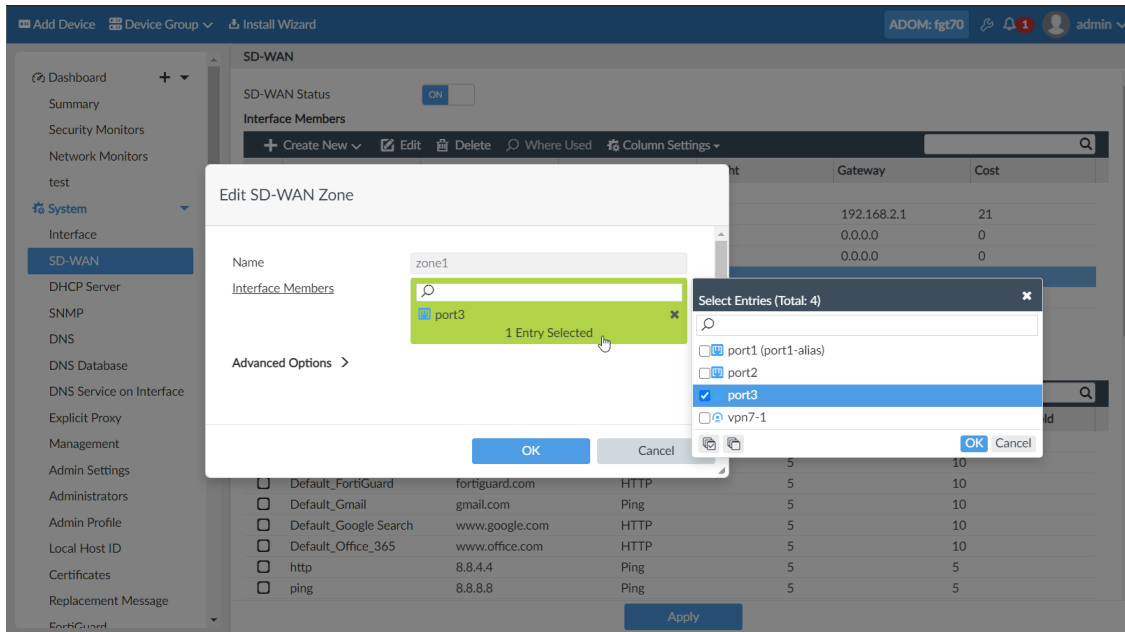 Add Device Device Group Install Wizard ADOM: fgt70 1 admin
SD-WAN
Dashboard
Summary
Security Monitors
Network Monitors
test
System
Interface
SD-WAN
DHCP Server
SNMP
DNS
DNS Database
DNS Service on Interface
Explicit Proxy
Management
Admin Settings
Administrators
Admin Profile
Local Host ID
Certificates
Replacement Message
FortiGuard
SD-WAN Status ON
Interface Members
Create New Edit Delete Where Used Column Settings
Gateway Cost
192.168.2.1 21
0.0.0.0 0
0.0.0.0 0
Edit SD-WAN Zone
Name zone1
Interface Members
port3
1 Entry Selected
Advanced Options
OK Cancel
Select Entries (Total: 4)
port1 (port1-alias)
port2
port3
vpn7-1
OK Cancel
5 10
Default_FortiGuard fortiguard.com HTTP 5 10
Default_Gmail gmail.com Ping 5 10
Default_Google Search www.google.com HTTP 5 10
Default_Office_365 www.office.com HTTP 5 10
http 8.8.4.4 Ping 5 5
ping 8.8.8.8 Ping 5 5
Apply